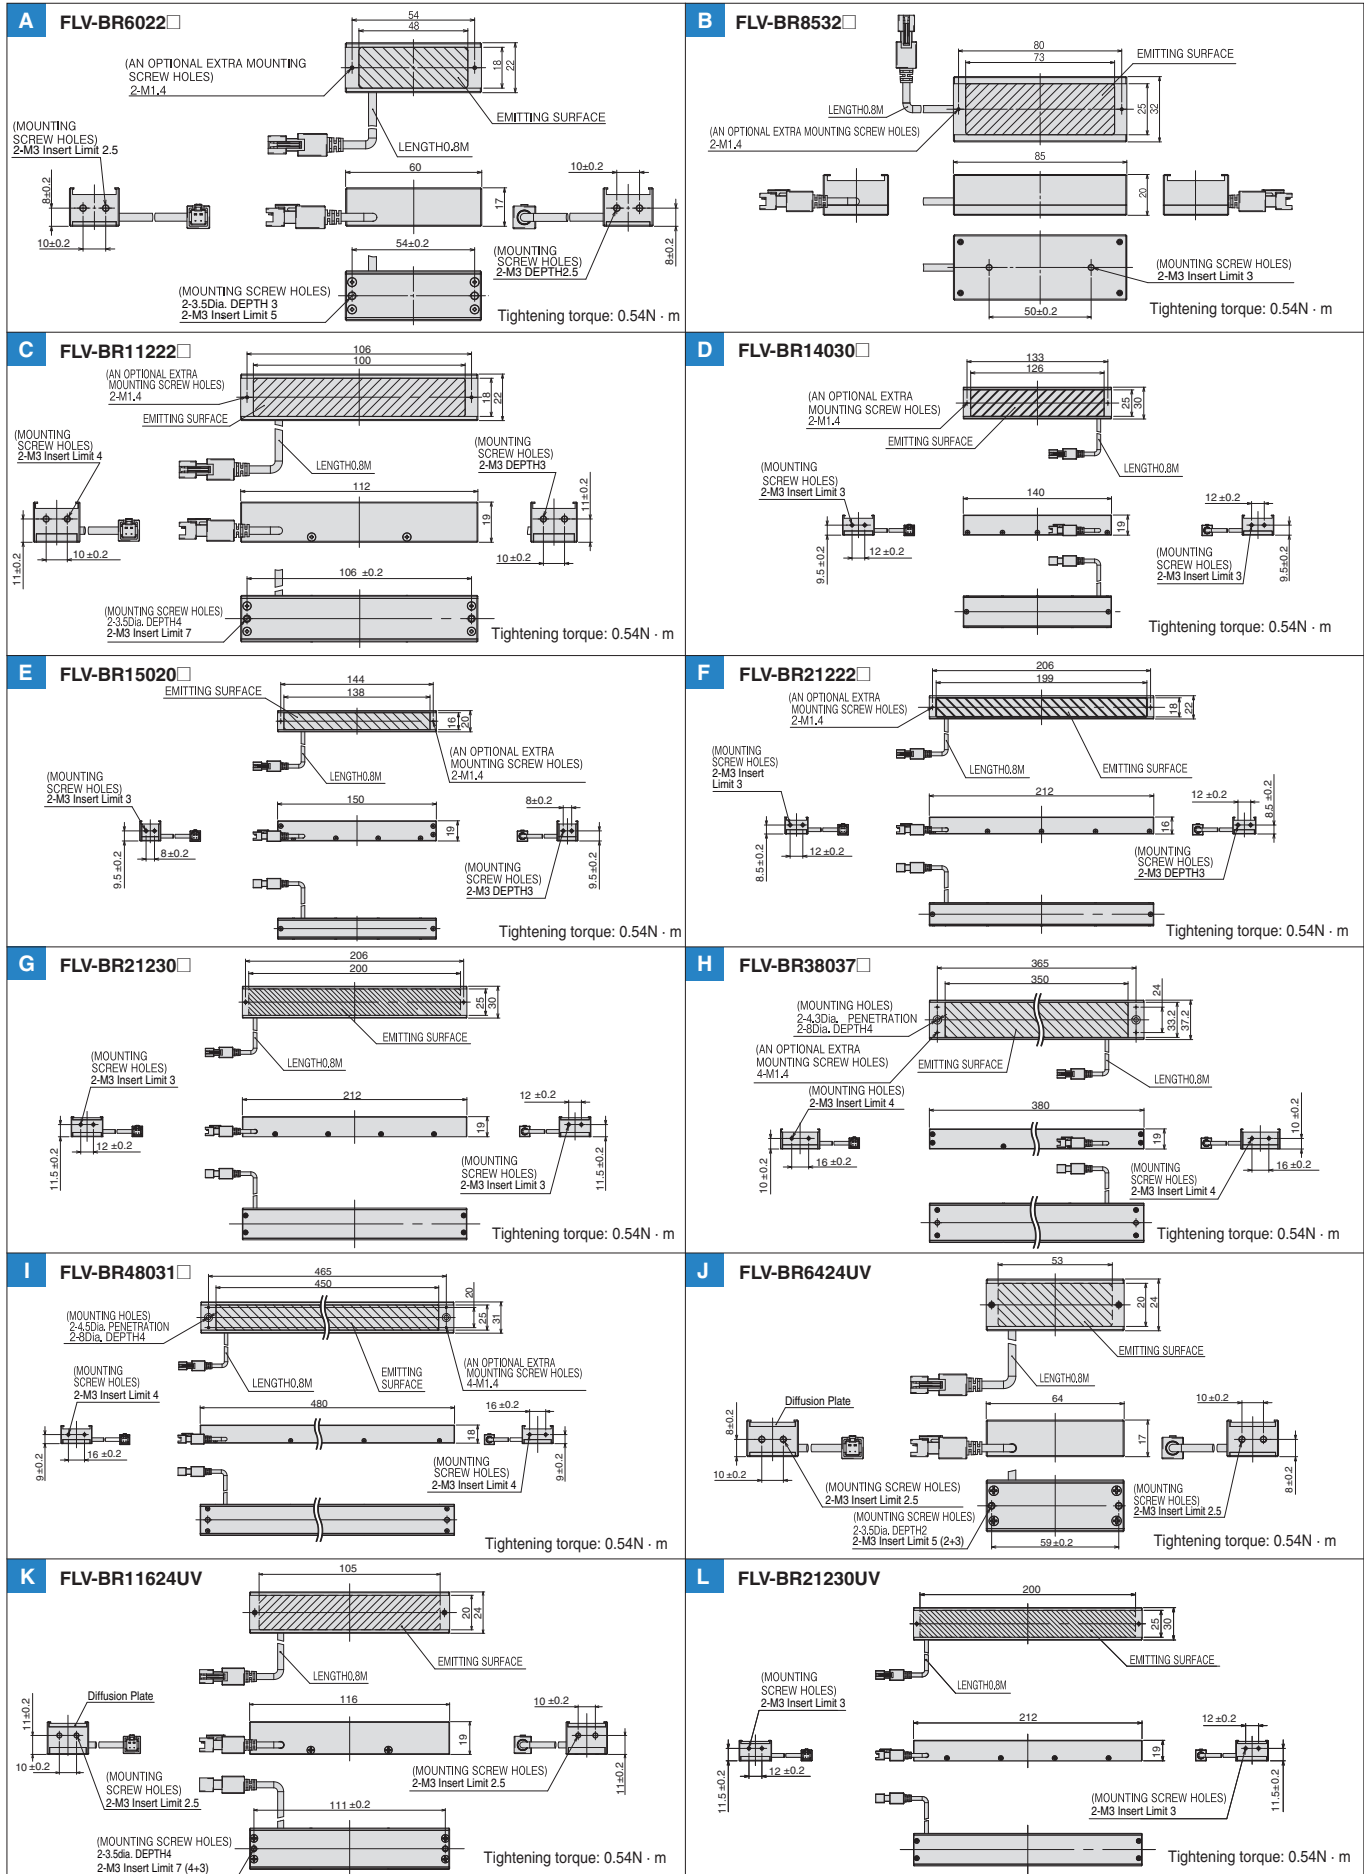 A FLV-BR6022□
54
48
(AN OPTIONAL EXTRA MOUNTING
SCREW HOLES)
2-M1.4
18
22
EMITTING SURFACE
(MOUNTING
SCREW HOLES)
2-M3 Insert Limit 2.5
LENGTH0.8M
60
10±0.2
8±0.2
17
10±0.2
8±0.2
54±0.2
(MOUNTING
SCREW HOLES)
2-M3 DEPTH2.5
(MOUNTING SCREW HOLES)
2-3.5Dia. DEPTH 3
2-M3 Insert Limit 5
Tightening torque: 0.54N · m
B FLV-BR8532□
80
73
EMITTING SURFACE
LENGTH0.8M
25
32
(AN OPTIONAL EXTRA MOUNTING SCREW HOLES)
2-M1.4
85
20
(MOUNTING SCREW HOLES)
2-M3 Insert Limit 3
50±0.2
Tightening torque: 0.54N · m
C FLV-BR11222□
106
100
(AN OPTIONAL EXTRA
MOUNTING SCREW HOLES)
2-M1.4
18
22
EMITTING SURFACE
(MOUNTING
SCREW HOLES)
2-M3 Insert Limit 4
LENGTH0.8M
(MOUNTING
SCREW HOLES)
2-M3 DEPTH3
112
11±0.2
19
11±0.2
10±0.2
10±0.2
106 ±0.2
(MOUNTING SCREW HOLES)
2-3.5Dia. DEPTH4
2-M3 Insert Limit 7
Tightening torque: 0.54N · m
D FLV-BR14030□
133
126
(AN OPTIONAL EXTRA
MOUNTING SCREW HOLES)
2-M1.4
25
30
EMITTING SURFACE
LENGTH0.8M
(MOUNTING
SCREW HOLES)
2-M3 Insert Limit 3
140
12 ±0.2
19
9.5±0.2
12 ±0.2
9.5±0.2
(MOUNTING
SCREW HOLES)
2-M3 Insert Limit 3
Tightening torque: 0.54N · m
E FLV-BR15020□
EMITTING SURFACE
144
138
16
20
(AN OPTIONAL EXTRA
MOUNTING SCREW HOLES)
2-M1.4
LENGTH0.8M
(MOUNTING
SCREW HOLES)
2-M3 Insert Limit 3
150
8±0.2
19
9.5±0.2
8±0.2
9.5±0.2
(MOUNTING
SCREW HOLES)
2-M3 DEPTH3
Tightening torque: 0.54N · m
F FLV-BR21222□
206
199
(AN OPTIONAL EXTRA
MOUNTING SCREW HOLES)
2-M1.4
18
22
(MOUNTING
SCREW HOLES)
2-M3 Insert
Limit 3
LENGTH0.8M
EMITTING SURFACE
212
12 ±0.2
8.5±0.2
16
8.5±0.2
12±0.2
(MOUNTING
SCREW HOLES)
2-M3 DEPTH3
Tightening torque: 0.54N · m
G FLV-BR21230□
206
200
25
30
EMITTING SURFACE
LENGTH0.8M
(MOUNTING
SCREW HOLES)
2-M3 Insert Limit 3
212
12 ±0.2
19
11.5±0.2
12 ±0.2
11.5±0.2
(MOUNTING
SCREW HOLES)
2-M3 Insert Limit 3
Tightening torque: 0.54N · m
H FLV-BR38037□
365
350
24
33.2
37.2
(MOUNTING HOLES)
2-4.3Dia. PENETRATION
2-8Dia. DEPTH4
(AN OPTIONAL EXTRA
MOUNTING SCREW HOLES)
4-M1.4
EMITTING SURFACE
LENGTH0.8M
(MOUNTING HOLES)
2-M3 Insert Limit 4
380
19
10 ±0.2
10 ±0.2
16 ±0.2
16 ±0.2
(MOUNTING
SCREW HOLES)
2-M3 Insert Limit 4
Tightening torque: 0.54N · m
I FLV-BR48031□
465
450
20
25
31
(MOUNTING HOLES)
2-4.5Dia. PENETRATION
2-8Dia. DEPTH4
(MOUNTING
SCREW HOLES)
2-M3 Insert Limit 4
LENGTH0.8M
EMITTING
SURFACE
(AN OPTIONAL EXTRA
MOUNTING SCREW HOLES)
4-M1.4
480
16 ±0.2
18
9±0.2
16 ±0.2
9±0.2
(MOUNTING
SCREW HOLES)
2-M3 Insert Limit 4
Tightening torque: 0.54N · m
J FLV-BR6424UV
53
20
24
EMITTING SURFACE
LENGTH0.8M
Diffusion Plate
64
10 ±0.2
8±0.2
17
8±0.2
10 ±0.2
(MOUNTING SCREW HOLES)
2-M3 Insert Limit 2.5
(MOUNTING
SCREW HOLES)
2-M3 Insert Limit 2.5
(MOUNTING SCREW HOLES)
2-3.5Dia. DEPTH2
2-M3 Insert Limit 5 (2+3)
59±0.2
Tightening torque: 0.54N · m
K FLV-BR11624UV
105
20
24
EMITTING SURFACE
LENGTH0.8M
Diffusion Plate
116
10 ±0.2
11±0.2
19
11±0.2
10 ±0.2
(MOUNTING
SCREW HOLES)
2-M3 Insert Limit 2.5
(MOUNTING SCREW HOLES)
2-M3 Insert Limit 2.5
111 ±0.2
(MOUNTING SCREW HOLES)
2-3.5dia. DEPTH4
2-M3 Insert Limit 7 (4+3)
Tightening torque: 0.54N · m
L FLV-BR21230UV
200
25
30
EMITTING SURFACE
LENGTH0.8M
(MOUNTING
SCREW HOLES)
2-M3 Insert Limit 3
212
12 ±0.2
19
11.5±0.2
12 ±0.2
11.5±0.2
(MOUNTING SCREW HOLES)
2-M3 Insert Limit 3
Tightening torque: 0.54N · m